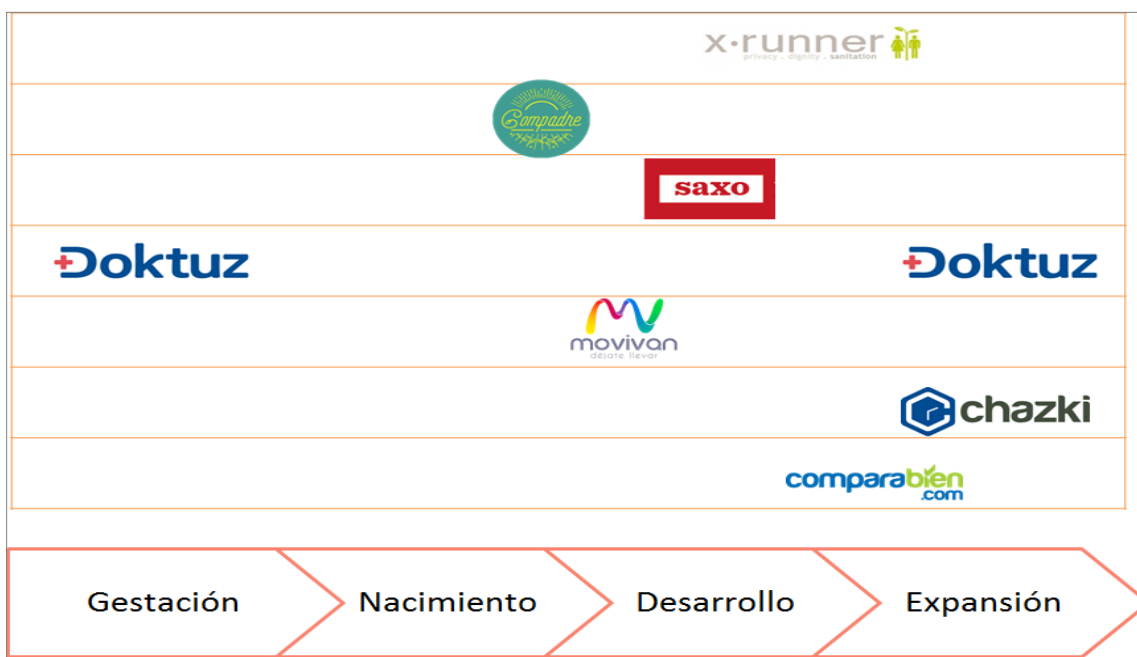 x·runner
privacy . dignity . sanitation
Compadre
saxo
Doktuz Doktuz
movivan
déjate llevar
chazki
comparabien
.com
Gestación Nacimiento Desarrollo Expansión